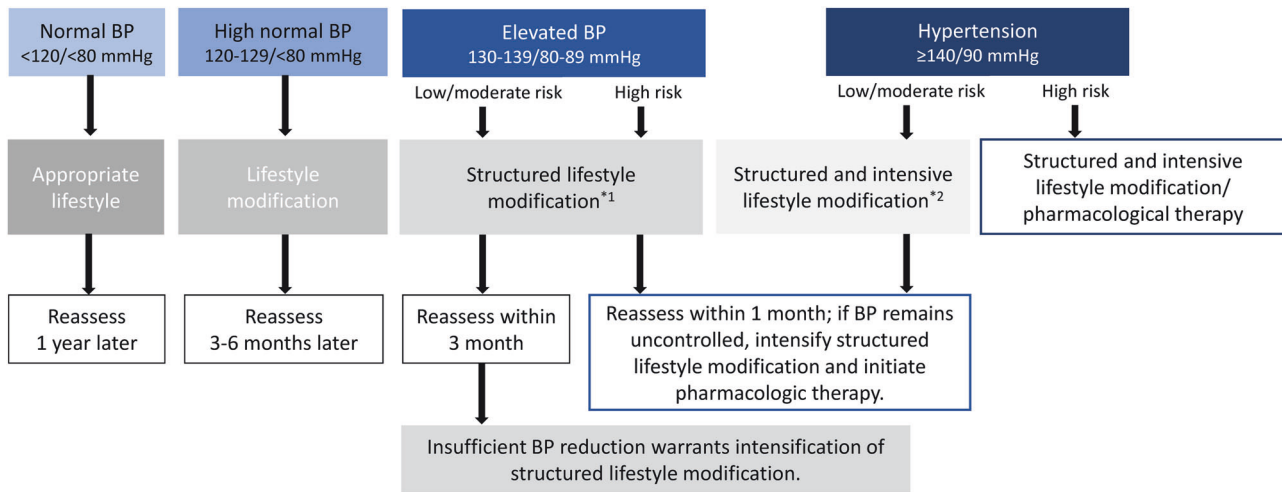 Normal BP
<120/<80 mmHg
High normal BP
120-129/<80 mmHg
Elevated BP
130-139/80-89 mmHg
Hypertension
≥140/90 mmHg
Low/moderate risk
High risk
Low/moderate risk
High risk
Appropriate
lifestyle
Lifestyle
modification
Structured lifestyle
modification*1
Structured and intensive
lifestyle modification*2
Structured and intensive
lifestyle modification/
pharmacological therapy
Reassess
1 year later
Reassess
3-6 months later
Reassess within
3 month
Reassess within 1 month; if BP remains
uncontrolled, intensify structured
lifestyle modification and initiate
pharmacologic therapy.
Insufficient BP reduction warrants intensification of
structured lifestyle modification.